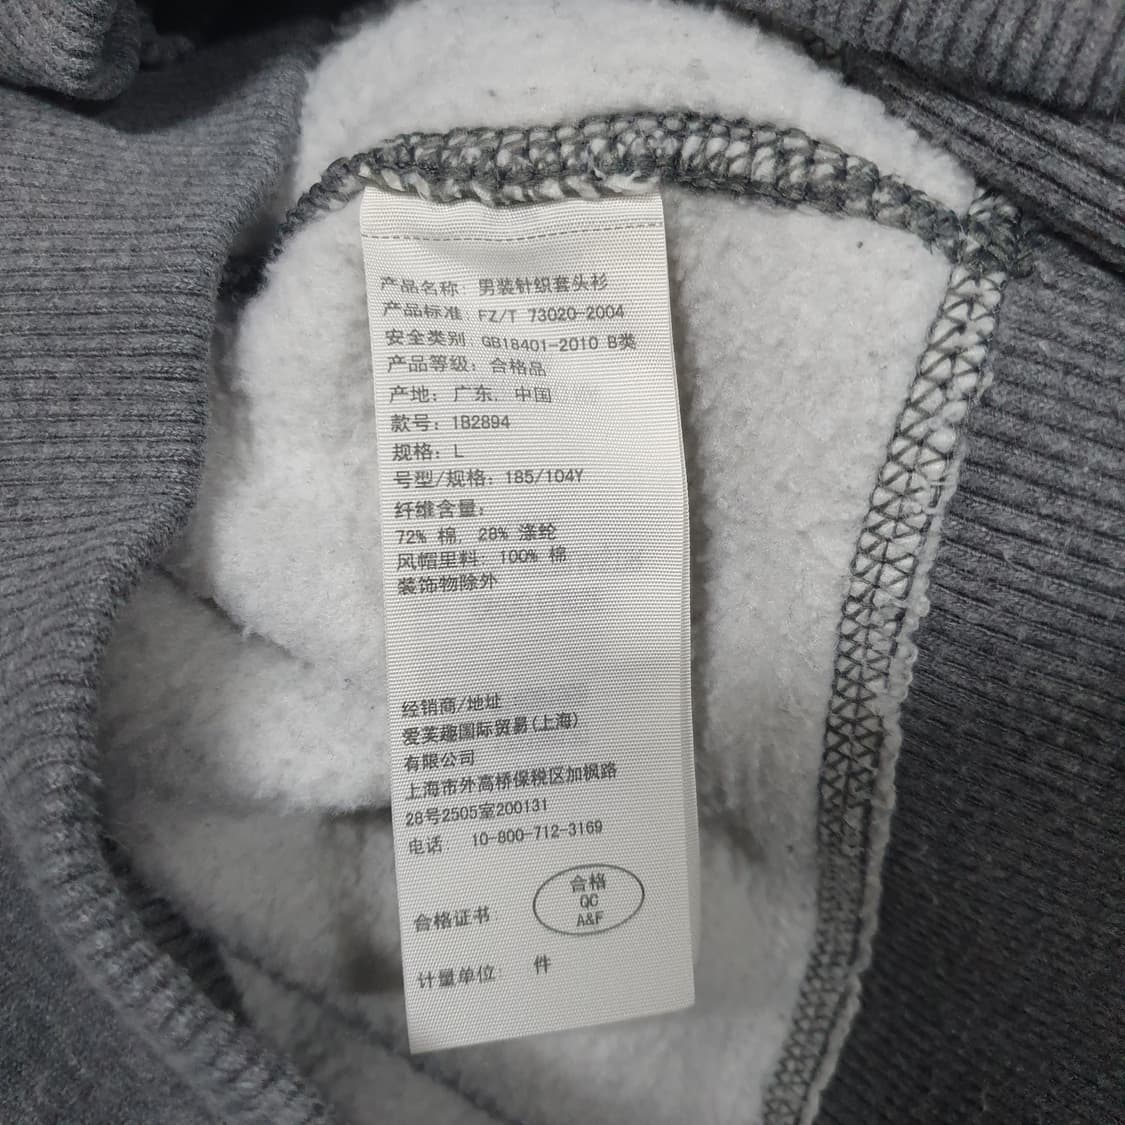 产品名称: 男装针织套头衫
产品标准: FZ/T 73020-2004
安全类别 GB18401-2010 B类
产品等级: 合格品
产地: 广东, 中国
款号: 1B2894
规格: L
号型/规格: 185/104Y
纤维含量:
72% 棉, 28% 涤纶
风帽里料: 100% 棉
装饰物除外
经销商/地址
爱芙趣国际贸易(上海)
有限公司
上海市外高桥保税区加枫路
28号2505室200131
电话: 10-800-712-3169
合格
QC
A&F
合格证书
计量单位: 件